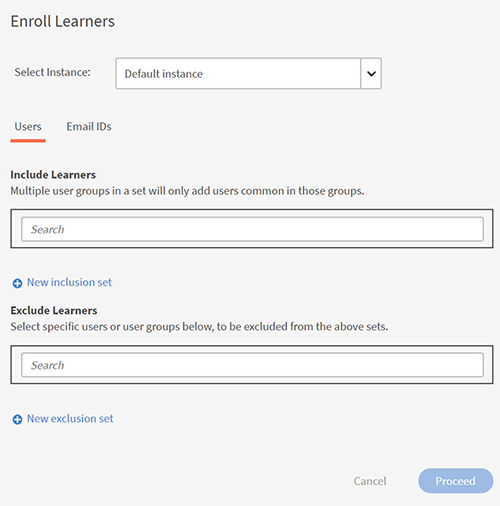 Enroll Learners
Select Instance: Default instance
Users Email IDs
Include Learners
Multiple user groups in a set will only add users common in those groups.
Search
New inclusion set
Exclude Learners
Select specific users or user groups below, to be excluded from the above sets.
Search
New exclusion set
Cancel Proceed